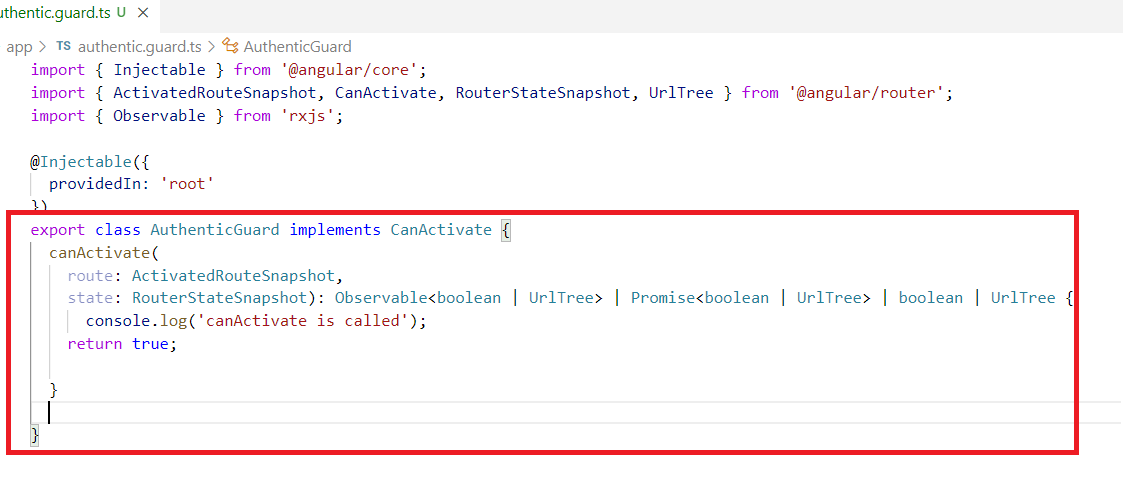 uthentic.guard.ts U ×
app > TS authentic.guard.ts > AuthenticGuard
import { Injectable } from '@angular/core';
import { ActivatedRouteSnapshot, CanActivate, RouterStateSnapshot, UrlTree } from '@angular/router';
import { Observable } from 'rxjs';
@Injectable({
providedIn: 'root'
})
export class AuthenticGuard implements CanActivate {
canActivate(
route: ActivatedRouteSnapshot,
state: RouterStateSnapshot): Observable<boolean | UrlTree> | Promise<boolean | UrlTree> | boolean | UrlTree {
console.log('canActivate is called');
return true;
}
}